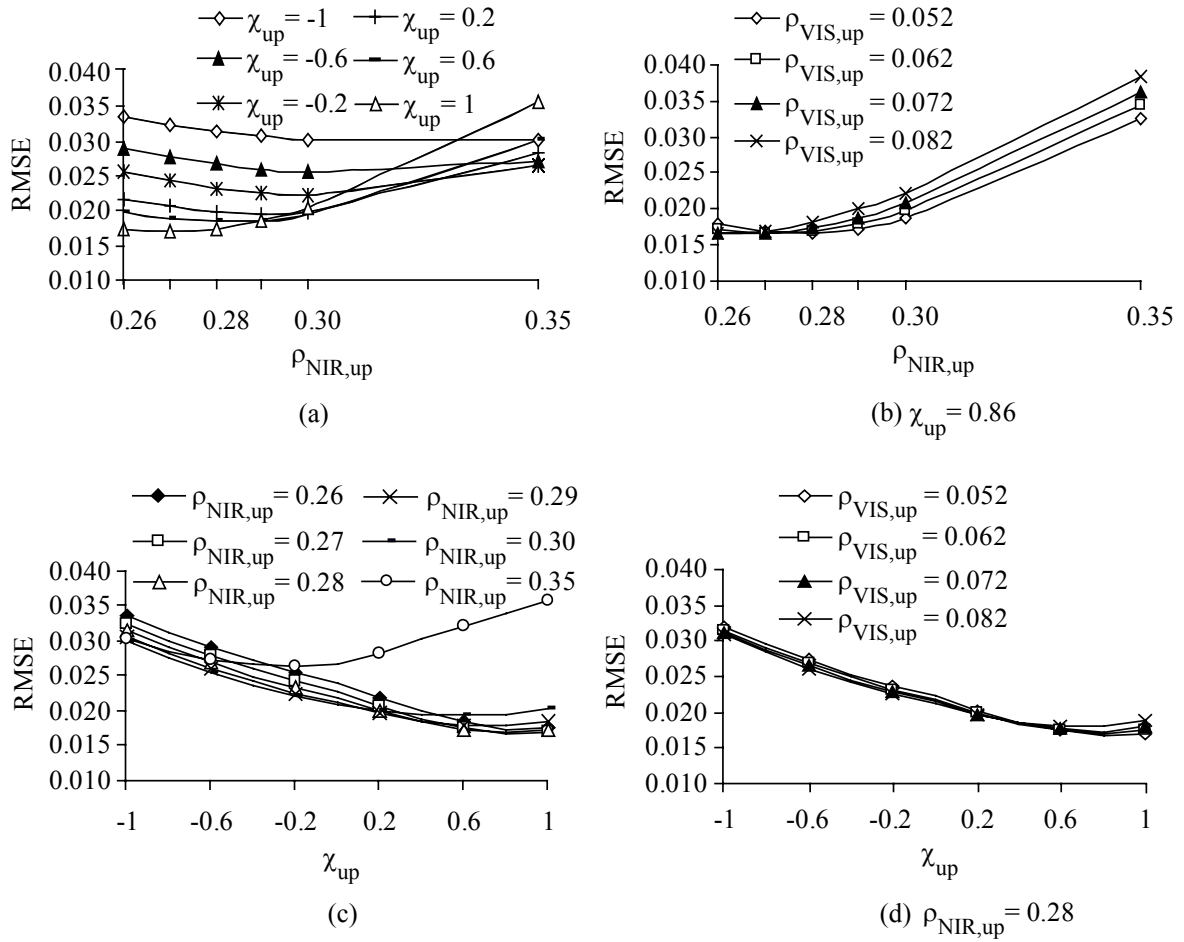 χup= -1 χup= 0.2
χup= -0.6 χup= 0.6
χup= -0.2 χup= 1
0.040
0.035
0.030
0.025
0.020
0.015
0.010
RMSE
0.26 0.28 0.30 0.35
ρNIR,up
(a)
ρVIS,up= 0.052
ρVIS,up= 0.062
ρVIS,up= 0.072
ρVIS,up= 0.082
0.040
0.035
0.030
0.025
0.020
0.015
0.010
RMSE
0.26 0.28 0.30 0.35
ρNIR,up
(b) χup= 0.86
ρNIR,up= 0.26 ρNIR,up= 0.29
ρNIR,up= 0.27 ρNIR,up= 0.30
ρNIR,up= 0.28 ρNIR,up= 0.35
0.040
0.035
0.030
0.025
0.020
0.015
0.010
RMSE
-1 -0.6 -0.2 0.2 0.6 1
χup
(c)
ρVIS,up= 0.052
ρVIS,up = 0.062
ρVIS,up = 0.072
ρVIS,up = 0.082
0.040
0.035
0.030
0.025
0.020
0.015
0.010
RMSE
-1 -0.6 -0.2 0.2 0.6 1
χup
(d) ρNIR,up= 0.28